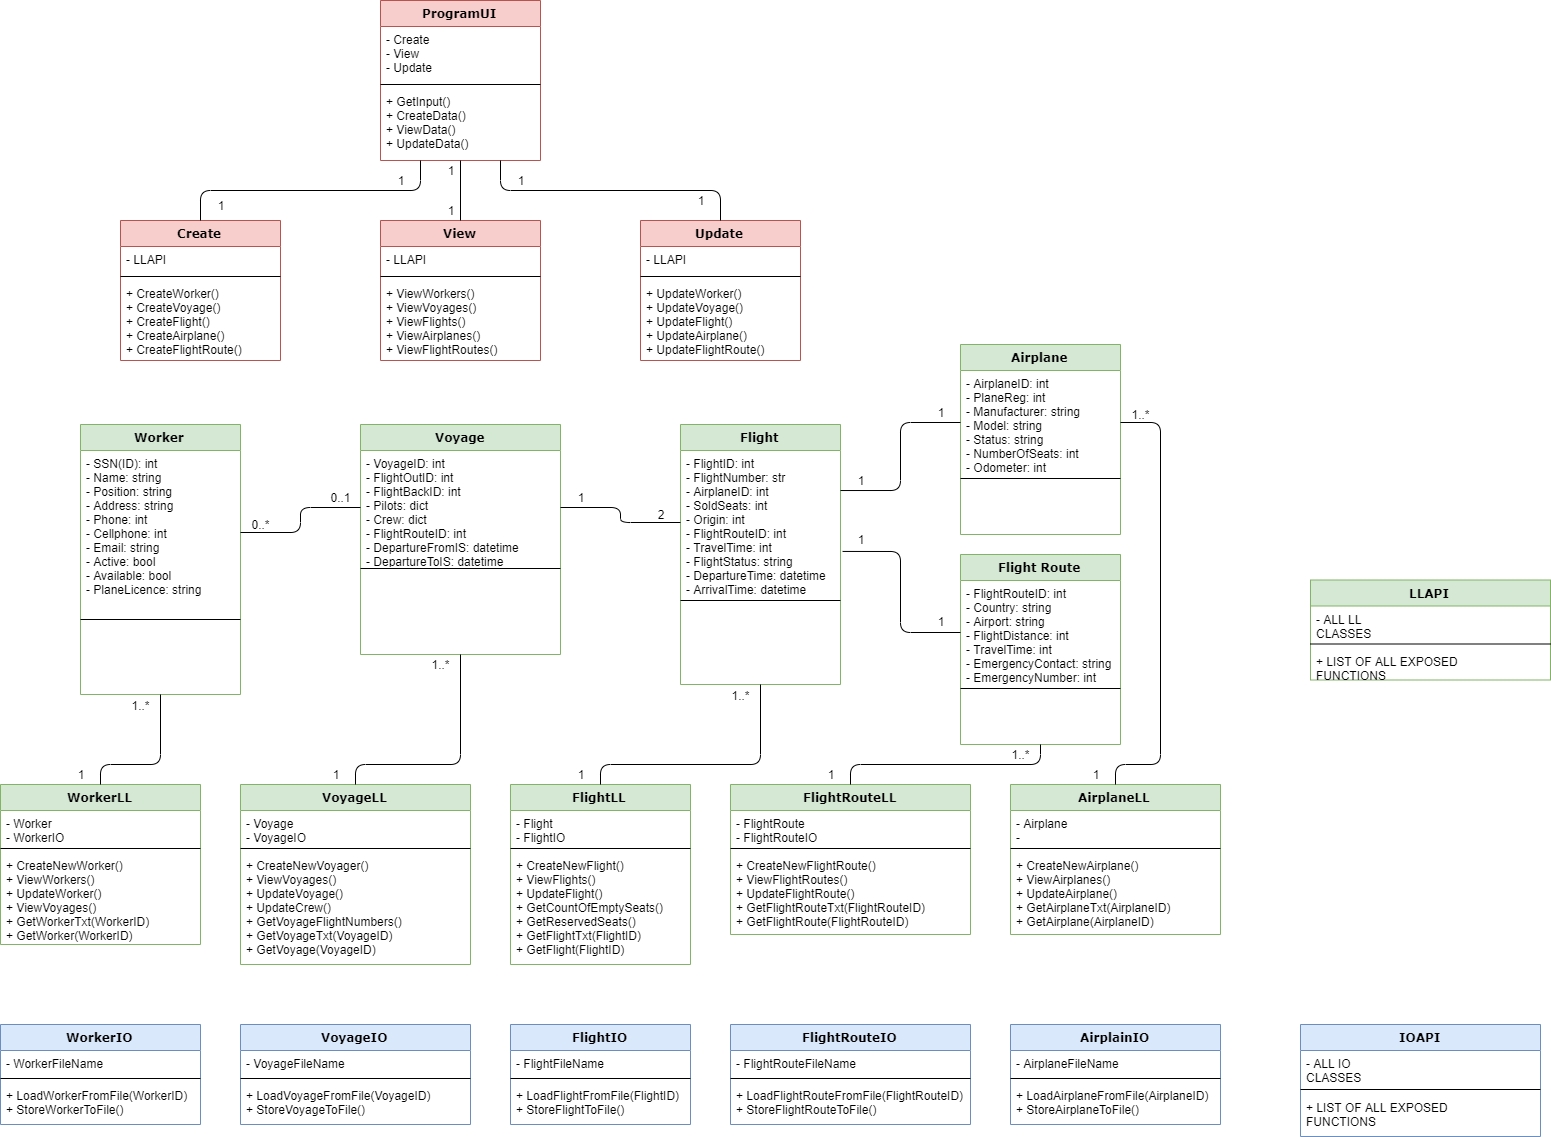 ProgramUI
- Create
- View
- Update
+ GetInput()
+ CreateData()
+ ViewData()
+ UpdateData()
1
1
1
1
1
1
Create
- LLAPI
+ CreateWorker()
+ CreateVoyage()
+ CreateFlight()
+ CreateAirplane()
+ CreateFlightRoute()
View
- LLAPI
+ ViewWorkers()
+ ViewVoyages()
+ ViewFlights()
+ ViewAirplanes()
+ ViewFlightRoutes()
Update
- LLAPI
+ UpdateWorker()
+ UpdateVoyage()
+ UpdateFlight()
+ UpdateAirplane()
+ UpdateFlightRoute()
Worker
- SSN(ID): int
- Name: string
- Position: string
- Address: string
- Phone: int
- Cellphone: int
- Email: string
- Active: bool
- Available: bool
- PlaneLicence: string
0..*
0..1
Voyage
- VoyageID: int
- FlightOutID: int
- FlightBackID: int
- Pilots: dict
- Crew: dict
- FlightRouteID: int
- DepartureFromIS: datetime
- DepartureToIS: datetime
1
2
Flight
- FlightID: int
- FlightNumber: str
- AirplaneID: int
- SoldSeats: int
- Origin: int
- FlightRouteID: int
- TravelTime: int
- FlightStatus: string
- DepartureTime: datetime
- ArrivalTime: datetime
1
1
1
1
Airplane
- AirplaneID: int
- PlaneReg: int
- Manufacturer: string
- Model: string
- Status: string
- NumberOfSeats: int
- Odometer: int
1..*
Flight Route
- FlightRouteID: int
- Country: string
- Airport: string
- FlightDistance: int
- TravelTime: int
- EmergencyContact: string
- EmergencyNumber: int
LLAPI
- ALL LL
CLASSES
+ LIST OF ALL EXPOSED
FUNCTIONS
1..*
1..*
1..*
1..*
1
1
1
1
1
WorkerLL
- Worker
- WorkerIO
+ CreateNewWorker()
+ ViewWorkers()
+ UpdateWorker()
+ ViewVoyages()
+ GetWorkerTxt(WorkerID)
+ GetWorker(WorkerID)
VoyageLL
- Voyage
- VoyageIO
+ CreateNewVoyager()
+ ViewVoyages()
+ UpdateVoyage()
+ UpdateCrew()
+ GetVoyageFlightNumbers()
+ GetVoyageTxt(VoyageID)
+ GetVoyage(VoyageID)
FlightLL
- Flight
- FlightIO
+ CreateNewFlight()
+ ViewFlights()
+ UpdateFlight()
+ GetCountOfEmptySeats()
+ GetReservedSeats()
+ GetFlightTxt(FlightID)
+ GetFlight(FlightID)
FlightRouteLL
- FlightRoute
- FlightRouteIO
+ CreateNewFlightRoute()
+ ViewFlightRoutes()
+ UpdateFlightRoute()
+ GetFlightRouteTxt(FlightRouteID)
+ GetFlightRoute(FlightRouteID)
AirplaneLL
- Airplane
-
+ CreateNewAirplane()
+ ViewAirplanes()
+ UpdateAirplane()
+ GetAirplaneTxt(AirplaneID)
+ GetAirplane(AirplaneID)
WorkerIO
- WorkerFileName
+ LoadWorkerFromFile(WorkerID)
+ StoreWorkerToFile()
VoyageIO
- VoyageFileName
+ LoadVoyageFromFile(VoyageID)
+ StoreVoyageToFile()
FlightIO
- FlightFileName
+ LoadFlightFromFile(FlightID)
+ StoreFlightToFile()
FlightRouteIO
- FlightRouteFileName
+ LoadFlightRouteFromFile(FlightRouteID)
+ StoreFlightRouteToFile()
AirplainIO
- AirplaneFileName
+ LoadAirplaneFromFile(AirplaneID)
+ StoreAirplaneToFile()
IOAPI
- ALL IO
CLASSES
+ LIST OF ALL EXPOSED
FUNCTIONS